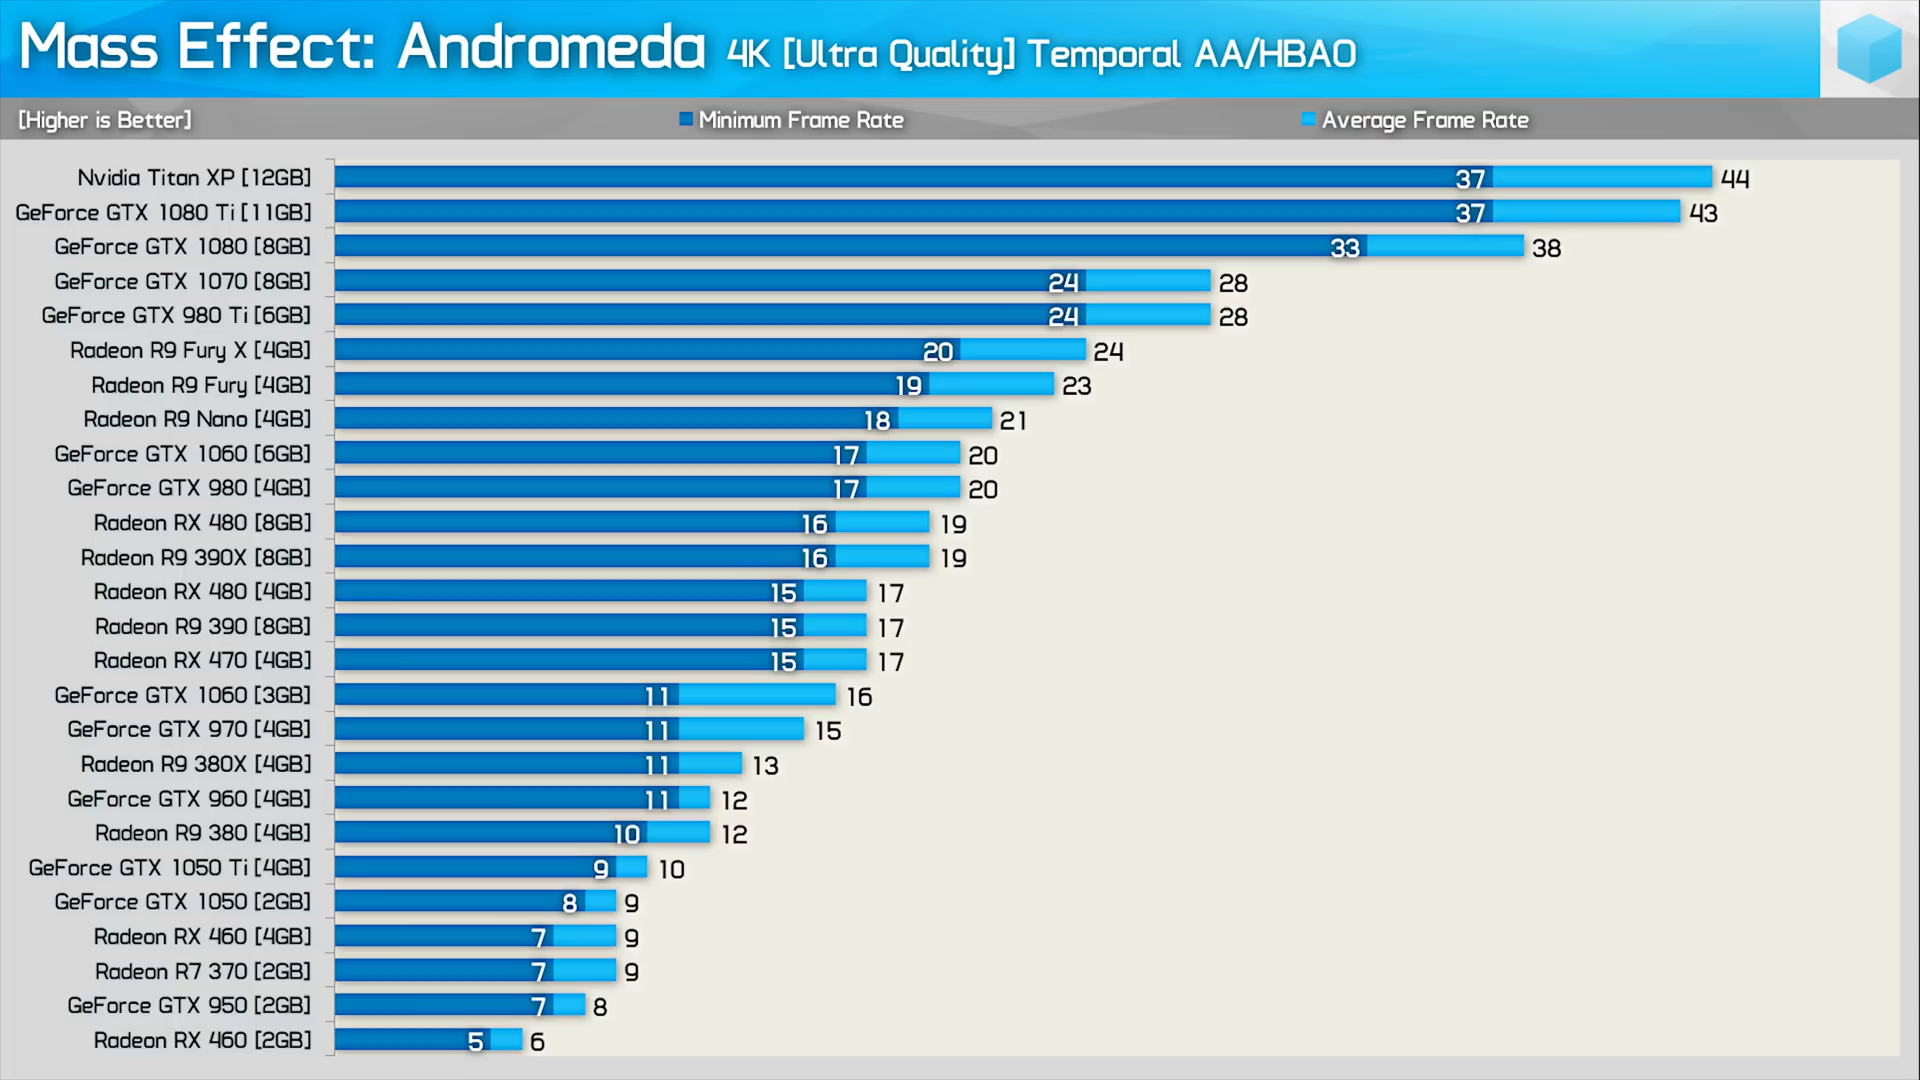 Mass Effect: Andromeda 4K [Ultra Quality] Temporal AA/HBAO
[Higher is Better] Minimum Frame Rate Average Frame Rate
Nvidia Titan XP [12GB] 37 44
GeForce GTX 1080 Ti [11GB] 37 43
GeForce GTX 1080 [8GB] 33 38
GeForce GTX 1070 [8GB] 24 28
GeForce GTX 980 Ti [6GB] 24 28
Radeon R9 Fury X [4GB] 20 24
Radeon R9 Fury [4GB] 19 23
Radeon R9 Nano [4GB] 18 21
GeForce GTX 1060 [6GB] 17 20
GeForce GTX 980 [4GB] 17 20
Radeon RX 480 [8GB] 16 19
Radeon R9 390X [8GB] 16 19
Radeon RX 480 [4GB] 15 17
Radeon R9 390 [8GB] 15 17
Radeon RX 470 [4GB] 15 17
GeForce GTX 1060 [3GB] 11 16
GeForce GTX 970 [4GB] 11 15
Radeon R9 380X [4GB] 11 13
GeForce GTX 960 [4GB] 11 12
Radeon R9 380 [4GB] 10 12
GeForce GTX 1050 Ti [4GB] 9 10
GeForce GTX 1050 [2GB] 8 9
Radeon RX 460 [4GB] 7 9
Radeon R7 370 [2GB] 7 9
GeForce GTX 950 [2GB] 7 8
Radeon RX 460 [2GB] 5 6